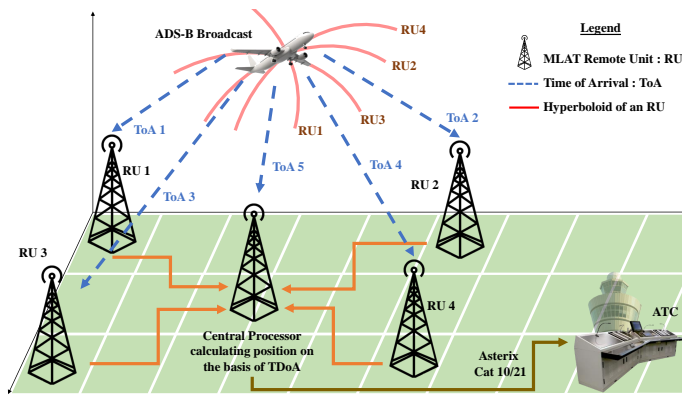 ADS-B Broadcast
RU4
RU2
RU3
RU1
Legend
MLAT Remote Unit : RU
Time of Arrival : ToA
Hyperboloid of an RU
ToA 1
ToA 2
ToA 3
ToA 5
ToA 4
RU 1
RU 2
RU 3
RU 4
ATC
Central Processor
calculating position on
the basis of TDoA
Asterix
Cat 10/21